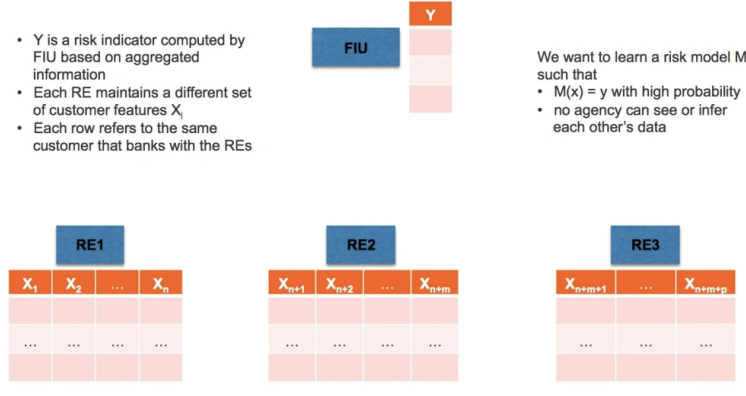 Y
FIU
• Y is a risk indicator computed by
FIU based on aggregated
information
• Each RE maintains a different set
of customer features Xi
• Each row refers to the same
customer that banks with the REs
We want to learn a risk model M
such that
• M(x) = y with high probability
• no agency can see or infer
each other's data
RE1
X1 X2 ... Xn
... ... ... ...
RE2
Xn+1 Xn+2 ... Xn+m
... ... ... ...
RE3
Xn+m+1 ... Xn+m+p
... ... ...